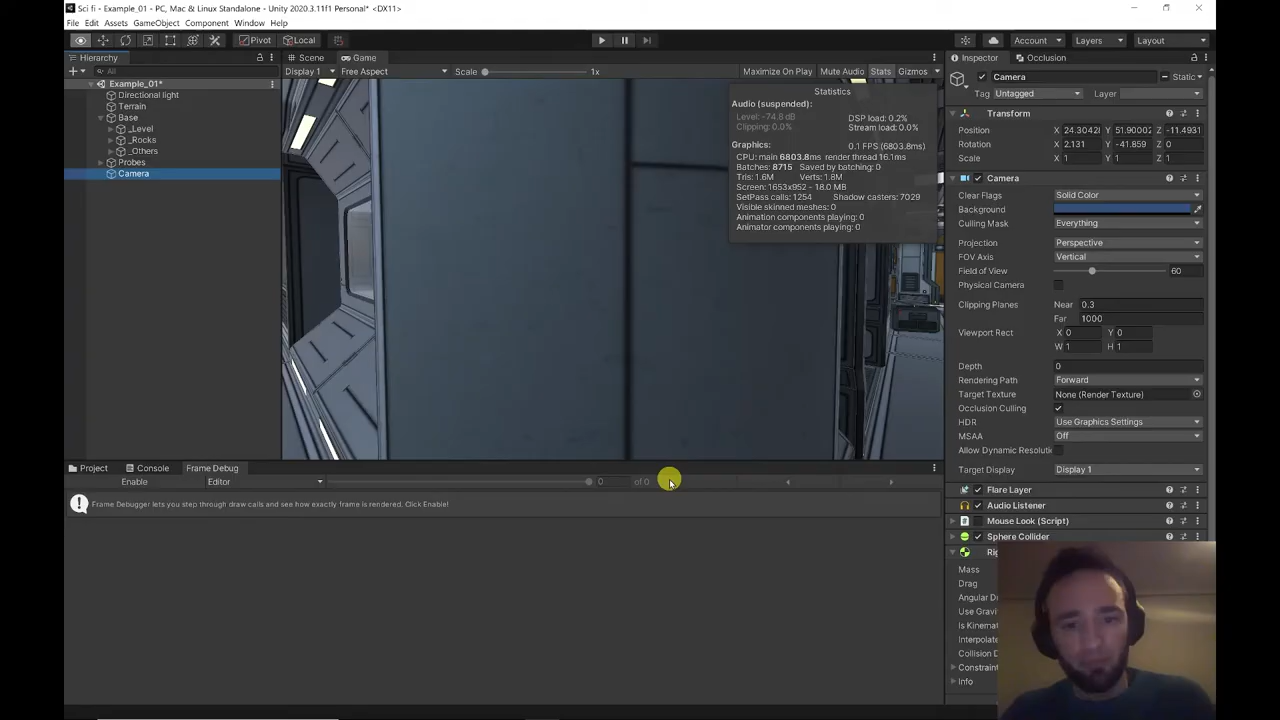 Sci fi - Example_01 - PC, Mac & Linux Standalone - Unity 2020.3.11f1 Personal* <DX11>
File Edit Assets GameObject Component Window Help
Pivot Local Account Layers Layout
Hierarchy
All
Example_01*
Directional light
Terrain
Base
_Level
_Rocks
_Others
Probes
Camera
Scene Game
Display 1 Free Aspect Scale 1x Maximize On Play Mute Audio Stats Gizmos
Statistics
Audio (suspended):
Level: -74.8 dB DSP load: 0.2%
Clipping: 0.0% Stream load: 0.0%
Graphics: 0.1 FPS (6803.8ms)
CPU: main 6803.8ms render thread 16.1ms
Batches: 8715 Saved by batching: 0
Tris: 1.6M Verts: 1.8M
Screen: 1653x952 - 18.0 MB
SetPass calls: 1254 Shadow casters: 7029
Visible skinned meshes: 0
Animation components playing: 0
Animator components playing: 0
Project Console Frame Debug
Enable Editor 0 of 0
Frame Debugger lets you step through draw calls and see how exactly frame is rendered. Click Enable!
Inspector Occlusion
Camera Static
Tag Untagged Layer
Transform
Position X 24.3042 Y 51.9000 Z -11.4931
Rotation X 2.131 Y -41.859 Z 0
Scale X 1 Y 1 Z 1
Camera
Clear Flags Solid Color
Background
Culling Mask Everything
Projection Perspective
FOV Axis Vertical
Field of View 60
Physical Camera
Clipping Planes Near 0.3
Far 1000
Viewport Rect X 0 Y 0
W 1 H 1
Depth 0
Rendering Path Forward
Target Texture None (Render Texture)
Occlusion Culling
HDR Use Graphics Settings
MSAA Off
Allow Dynamic Resoluti
Target Display Display 1
Flare Layer
Audio Listener
Mouse Look (Script)
Sphere Collider
Rig
Mass
Drag
Angular D
Use Gravi
Is Kinema
Interpolate
Collision D
Constraint
Info